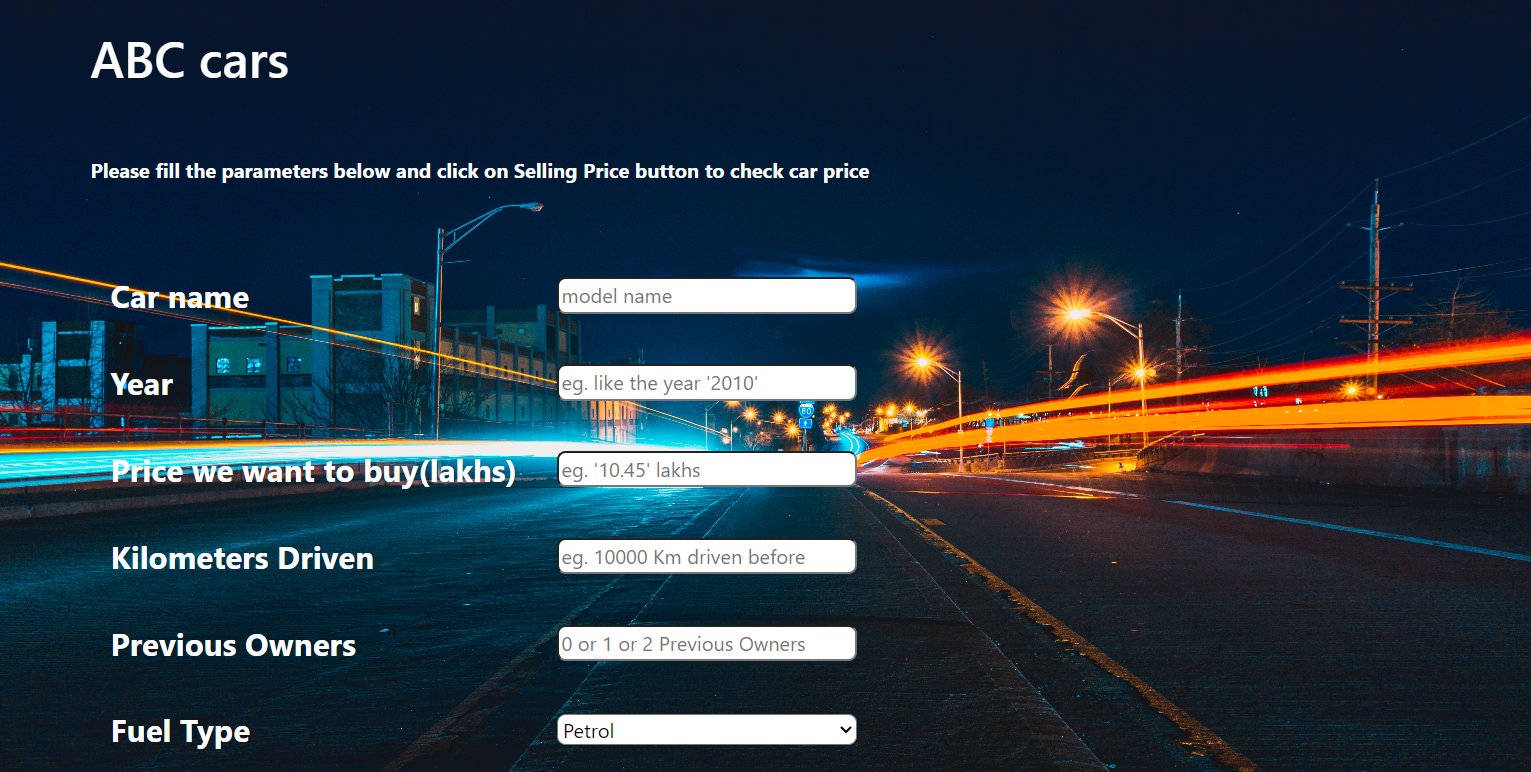 ABC cars
Please fill the parameters below and click on Selling Price button to check car price
Car name
model name
Year
eg. like the year '2010'
80
Price we want to buy(lakhs)
eg. '10.45' lakhs
Kilometers Driven
eg. 10000 Km driven before
Previous Owners
0 or 1 or 2 Previous Owners
Fuel Type
Petrol